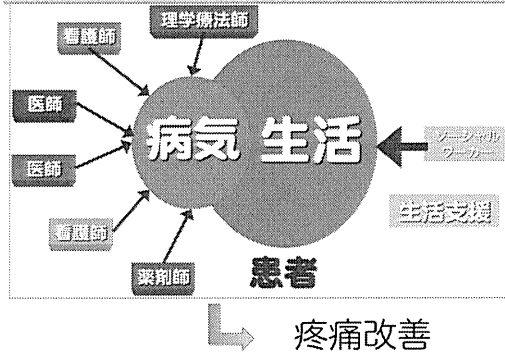 理学療法師
看護師
医師
病気 生活
ソーシャル
ワーカー
医師
生活支援
看護師
薬剤師
患者
疼痛改善